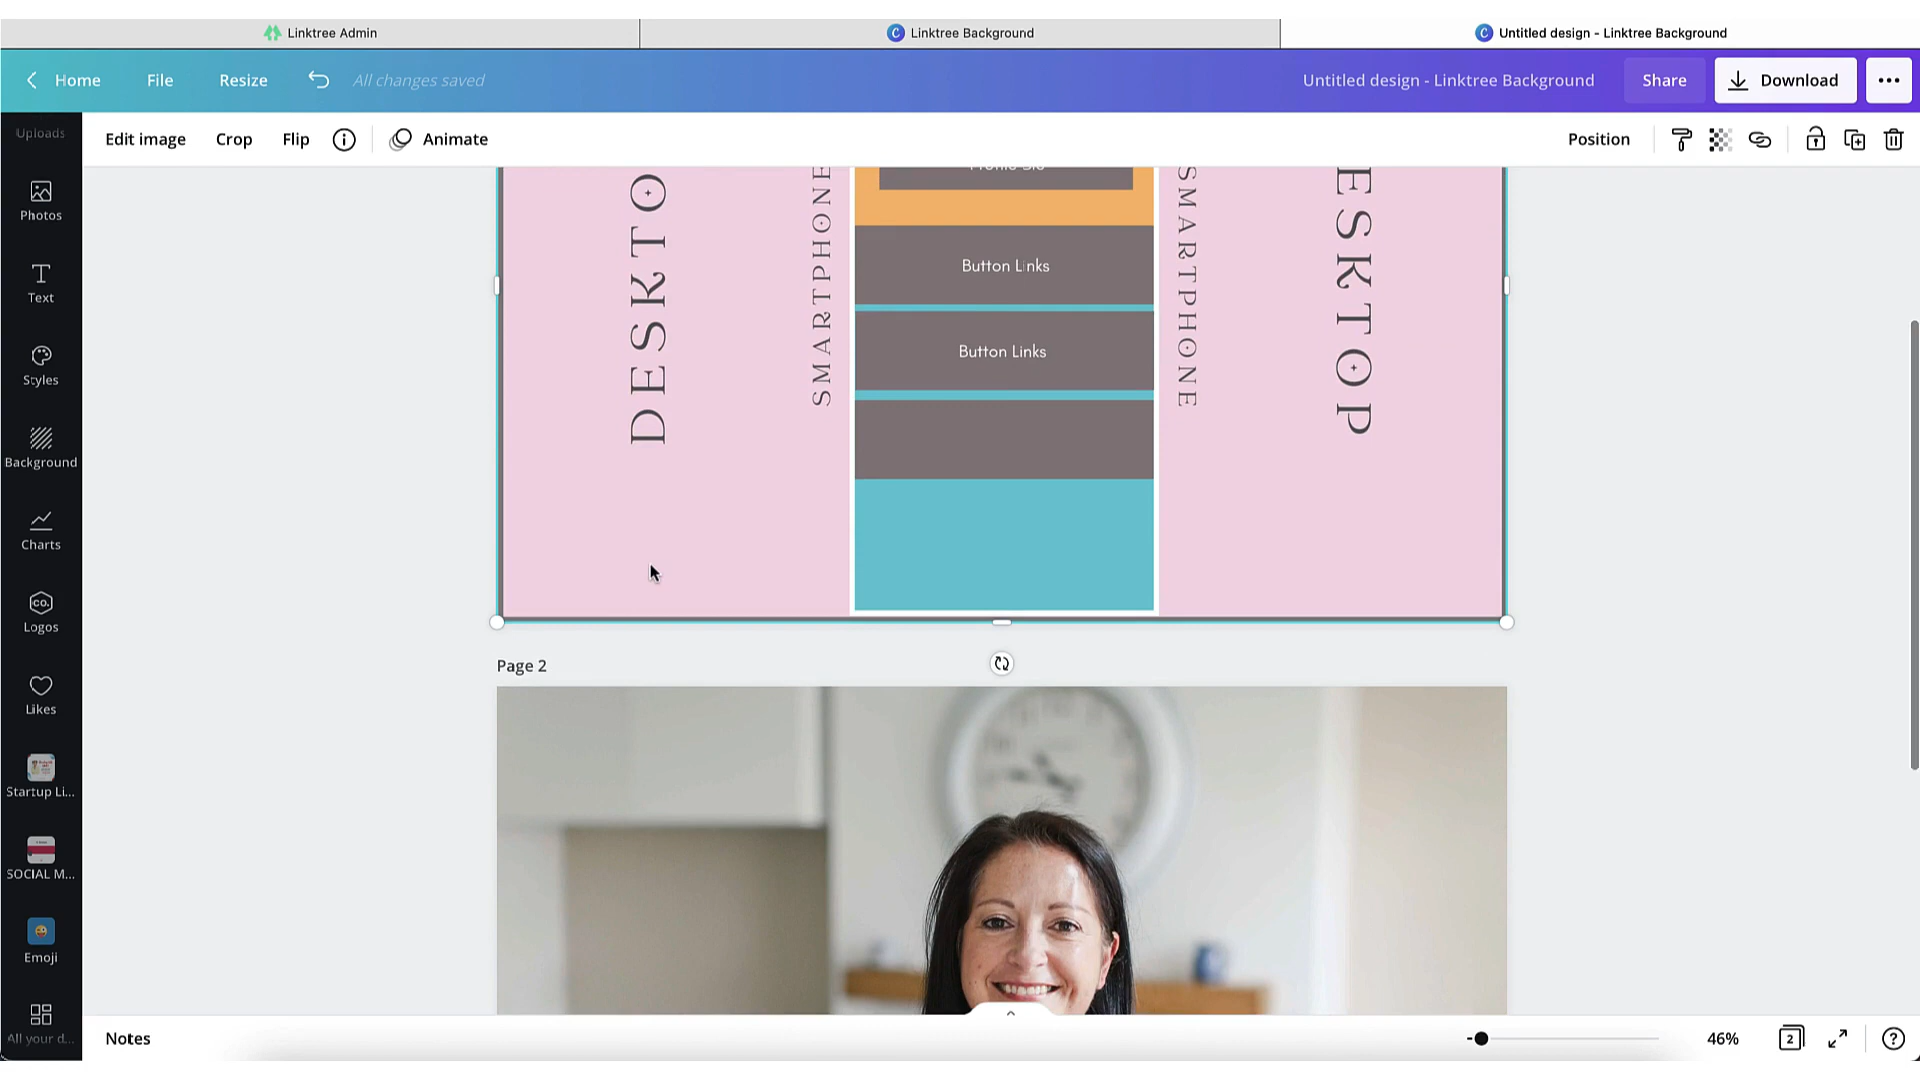 Linktree Admin
Linktree Background
Untitled design - Linktree Background
Home
File
Resize
All changes saved
Untitled design - Linktree Background
Share
Download
Uploads
Edit image
Crop
Flip
Animate
Position
Photos
Text
Styles
Background
Charts
Logos
CO.
Likes
Startup Li...
SOCIAL M...
Emoji
All your d...
DESKTO
SMARTPHONE
Button Links
Button Links
SMARTPHONE
ESKTOP
Page 2
Notes
46%
2